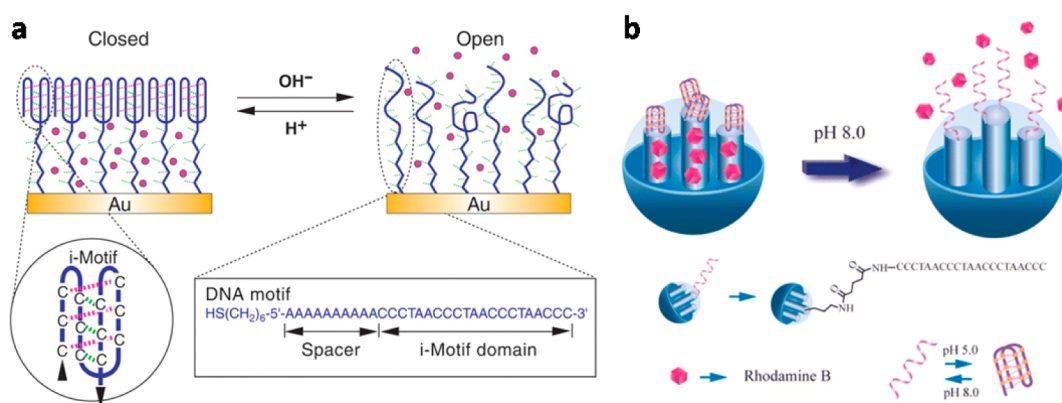 a
Closed
Open
OH⁻
H⁺
Au
Au
i-Motif
C
C
C
C
C
C
C
C
C
C
C
C
DNA motif
HS(CH₂)₆-5'-AAAAAAAAAACCCTAACCCTAACCCTAACCC-3'
Spacer
i-Motif domain
b
pH 8.0
O
NH
CCCTAACCCTAACCCTAACCC
O
NH
Rhodamine B
pH 5.0
pH 8.0